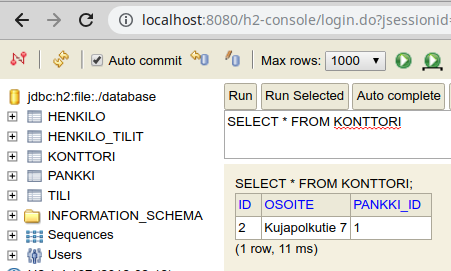 localhost:8080/h2-console/login.do?jsessionid=
Auto commit
Max rows: 1000
jdbc:h2:file:./database
HENKILO
HENKILO_TILIT
KONTTORI
PANKKI
TILI
INFORMATION_SCHEMA
Sequences
Users
Run Run Selected Auto complete
SELECT * FROM KONTTORI
SELECT * FROM KONTTORI;
ID OSOITE PANKKI_ID
2 Kujapolkutie 7 1
(1 row, 11 ms)